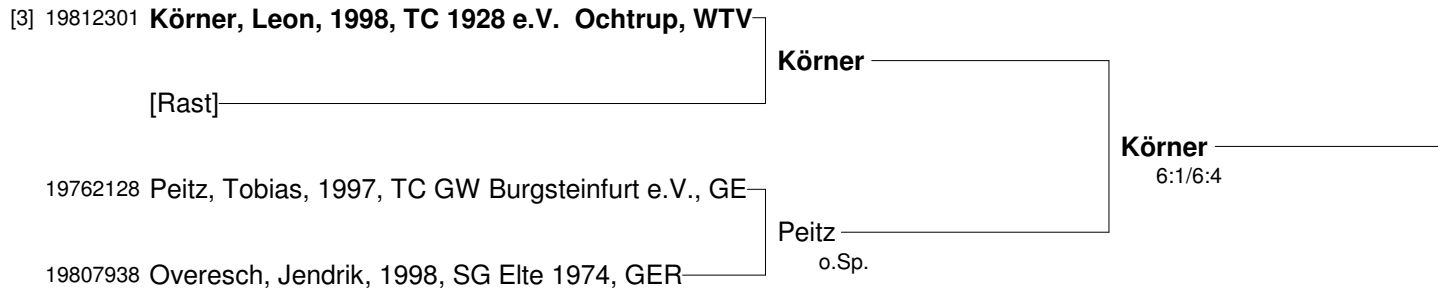 [3] 19812301 Körner, Leon, 1998, TC 1928 e.V. Ochtrup, WTV
Körner
[Rast]
Körner
6:1/6:4
19762128 Peitz, Tobias, 1997, TC GW Burgsteinfurt e.V., GE
Peitz
o.Sp.
19807938 Overesch, Jendrik, 1998, SG Elte 1974, GER